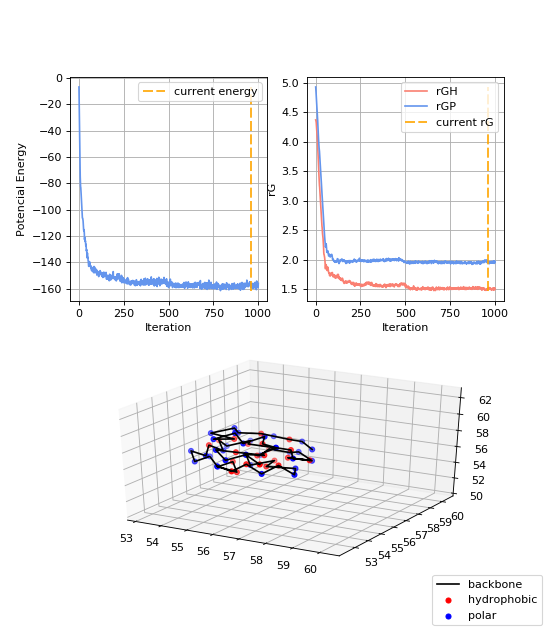 0
−20
−40
−60
−80
−100
−120
−140
−160
Potencial Energy
current energy
0 250 500 750 1000
Iteration
5.0
4.5
4.0
3.5
3.0
2.5
2.0
1.5
rG
rGH
rGP
current rG
0 250 500 750 1000
Iteration
62
60
58
56
54
52
50
53 54 55 56 57 58 59 60
53 54 55 56 57 58 59 60
backbone
hydrophobic
polar